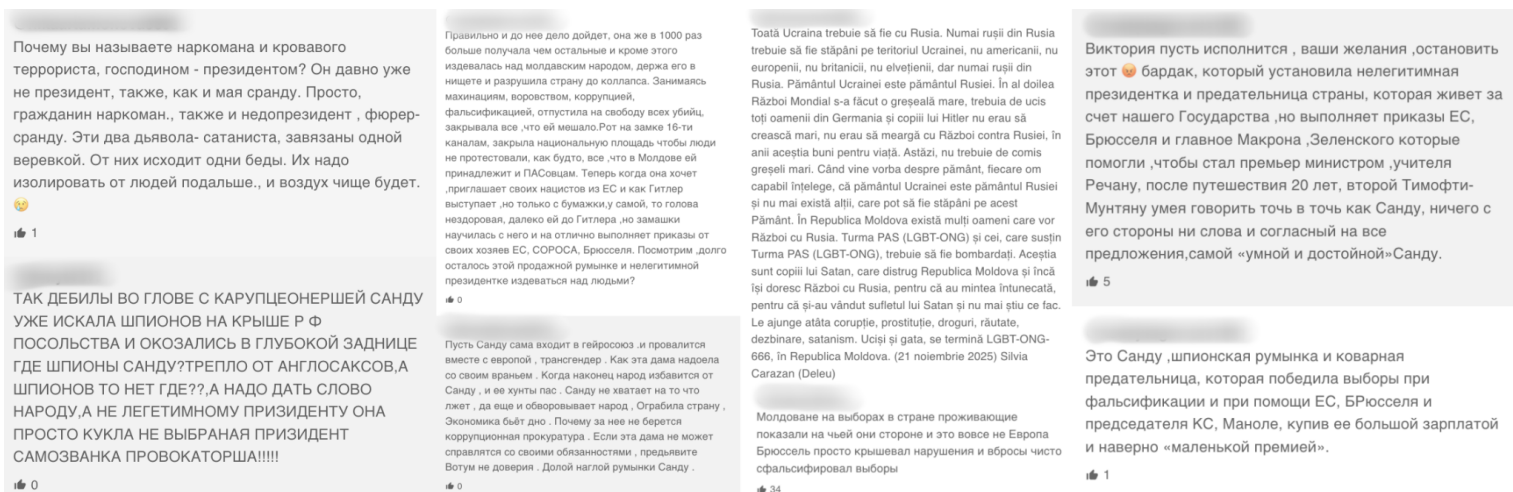 Почему вы называете наркомана и кровавого
террориста, господином - президентом? Он давно уже
не президент, также, как и мая сранду. Просто,
гражданин наркоман., также и недопрезидент , фюрер-
сранду. Эти два дьявола- сатаниста, завязаны одной
веревкой. От них исходит одни беды. Их надо
изолировать от людей подальше., и воздух чище будет.
😢
1
ТАК ДЕБИЛЫ ВО ГЛОВЕ С КАРУПЦЕОНЕРШЕЙ САНДУ
УЖЕ ИСКАЛА ШПИОНОВ НА КРЫШЕ Р Ф
ПОСОЛЬСТВА И ОКОЗАЛИСЬ В ГЛУБОКОЙ ЗАДНИЦЕ
ГДЕ ШПИОНЫ САНДУ?ТРЕПЛО ОТ АНГЛОСАКСОВ,А
ШПИОНОВ ТО НЕТ ГДЕ??,А НАДО ДАТЬ СЛОВО
НАРОДУ,А НЕ ЛЕГЕТИМНОМУ ПРИЗИДЕНТУ ОНА
ПРОСТО КУКЛА НЕ ВЫБРАНАЯ ПРИЗИДЕНТ
САМОЗВАНКА ПРОВОКАТОРША!!!!!
0
Правильно и до нее дело дойдет, она же в 1000 раз
больше получала чем остальные и кроме этого
издевалась над молдавским народом, держа его в
нищете и разрушила страну до коллапса. Занимаясь
махинациям, воровством, коррупцией,
фальсификацией, отпустила на свободу всех убийц,
закрывала все ,что ей мешало.Рот на замке 16-ти
каналам, закрыла национальную площадь чтобы люди
не протестовали, как будто, все ,что в Молдове ей
принадлежит и ПАСовцам. Теперь когда она хочет
,приглашает своих нацистов из ЕС и как Гитлер
выступает ,но только с бумажки,у самой, то голова
нездоровая, далеко ей до Гитлера ,но замашки
научилась с него и на отлично выполняет приказы от
своих хозяев ЕС, СОРОСА, Брюсселя. Посмотрим ,долго
осталось этой продажной румынке и нелегитимной
президентке издеваться над людьми?
0
Пусть Санду сама входит в гейросоюз .и провалится
вместе с европой , трансгендер . Как эта дама надоела
со своим враньем . Когда наконец народ избавится от
Санду , и ее хунты пас . Санду не хватает на то что
лжет , да еще и обворовывает народ , Ограбила страну ,
Экономика бьёт дно . Почему за нее не берется
коррупционная прокуратура . Если эта дама не может
справлятся со своими обязанностями , предьявите
Вотум не доверия . Долой наглой румынки Санду .
0
Toată Ucraina trebuie să fie cu Rusia. Numai rușii din Rusia
trebuie să fie stăpâni pe teritoriul Ucrainei, nu americanii, nu
europenii, nu britanicii, nu elvețienii, dar numai rușii din
Rusia. Pământul Ucrainei este pământul Rusiei. În al doilea
Război Mondial s-a făcut o greșeală mare, trebuia de ucis
toți oamenii din Germania și copiii lui Hitler nu erau să
crească mari, nu erau să meargă cu Război contra Rusiei, în
anii aceștia buni pentru viață. Astăzi, nu trebuie de comis
greșeli mari. Când vine vorba despre pământ, fiecare om
capabil înțelege, că pământul Ucrainei este pământul Rusiei
și nu mai există alții, care pot să fie stăpâni pe acest
Pământ. În Republica Moldova există mulți oameni care vor
Război cu Rusia. Turma PAS (LGBT-ONG) și cei, care susțin
Turma PAS (LGBT-ONG), trebuie să fie bombardați. Aceștia
sunt copiii lui Satan, care distrug Republica Moldova și încă
își doresc Război cu Rusia, pentru că au mintea întunecată,
pentru că și-au vândut sufletul lui Satan și nu mai știu ce fac.
Le ajunge atâta corupție, prostituție, droguri, răutate,
dezbinare, satanism. Uciși și gata, se termină LGBT-ONG-
666, în Republica Moldova. (21 noiembrie 2025) Silvia
Carazan (Deleu)
Молдоване на выборах в стране проживающие
показали на чьей они стороне и это вовсе не Европа
Брюссель просто крышевал нарушения и вбросы чисто
сфальсифировал выборы
34
Виктория пусть исполнится , ваши желания ,остановить
этот 😡 бардак, который установила нелегитимная
президентка и предательница страны, которая живет за
счет нашего Государства ,но выполняет приказы ЕС,
Брюсселя и главное Макрона ,Зеленского которые
помогли ,чтобы стал премьер министром ,учителя
Речану, после путешествия 20 лет, второй Тимофти-
Мунтяну умея говорить точь в точь как Санду, ничего с
его стороны ни слова и согласный на все
предложения,самой «умной и достойной»Санду.
5
Это Санду ,шпионская румынка и коварная
предательница, которая победила выборы при
фальсификации и при помощи ЕС, БРюсселя и
председателя КС, Маноле, купив ее большой зарплатой
и наверно «маленькой премией».
1